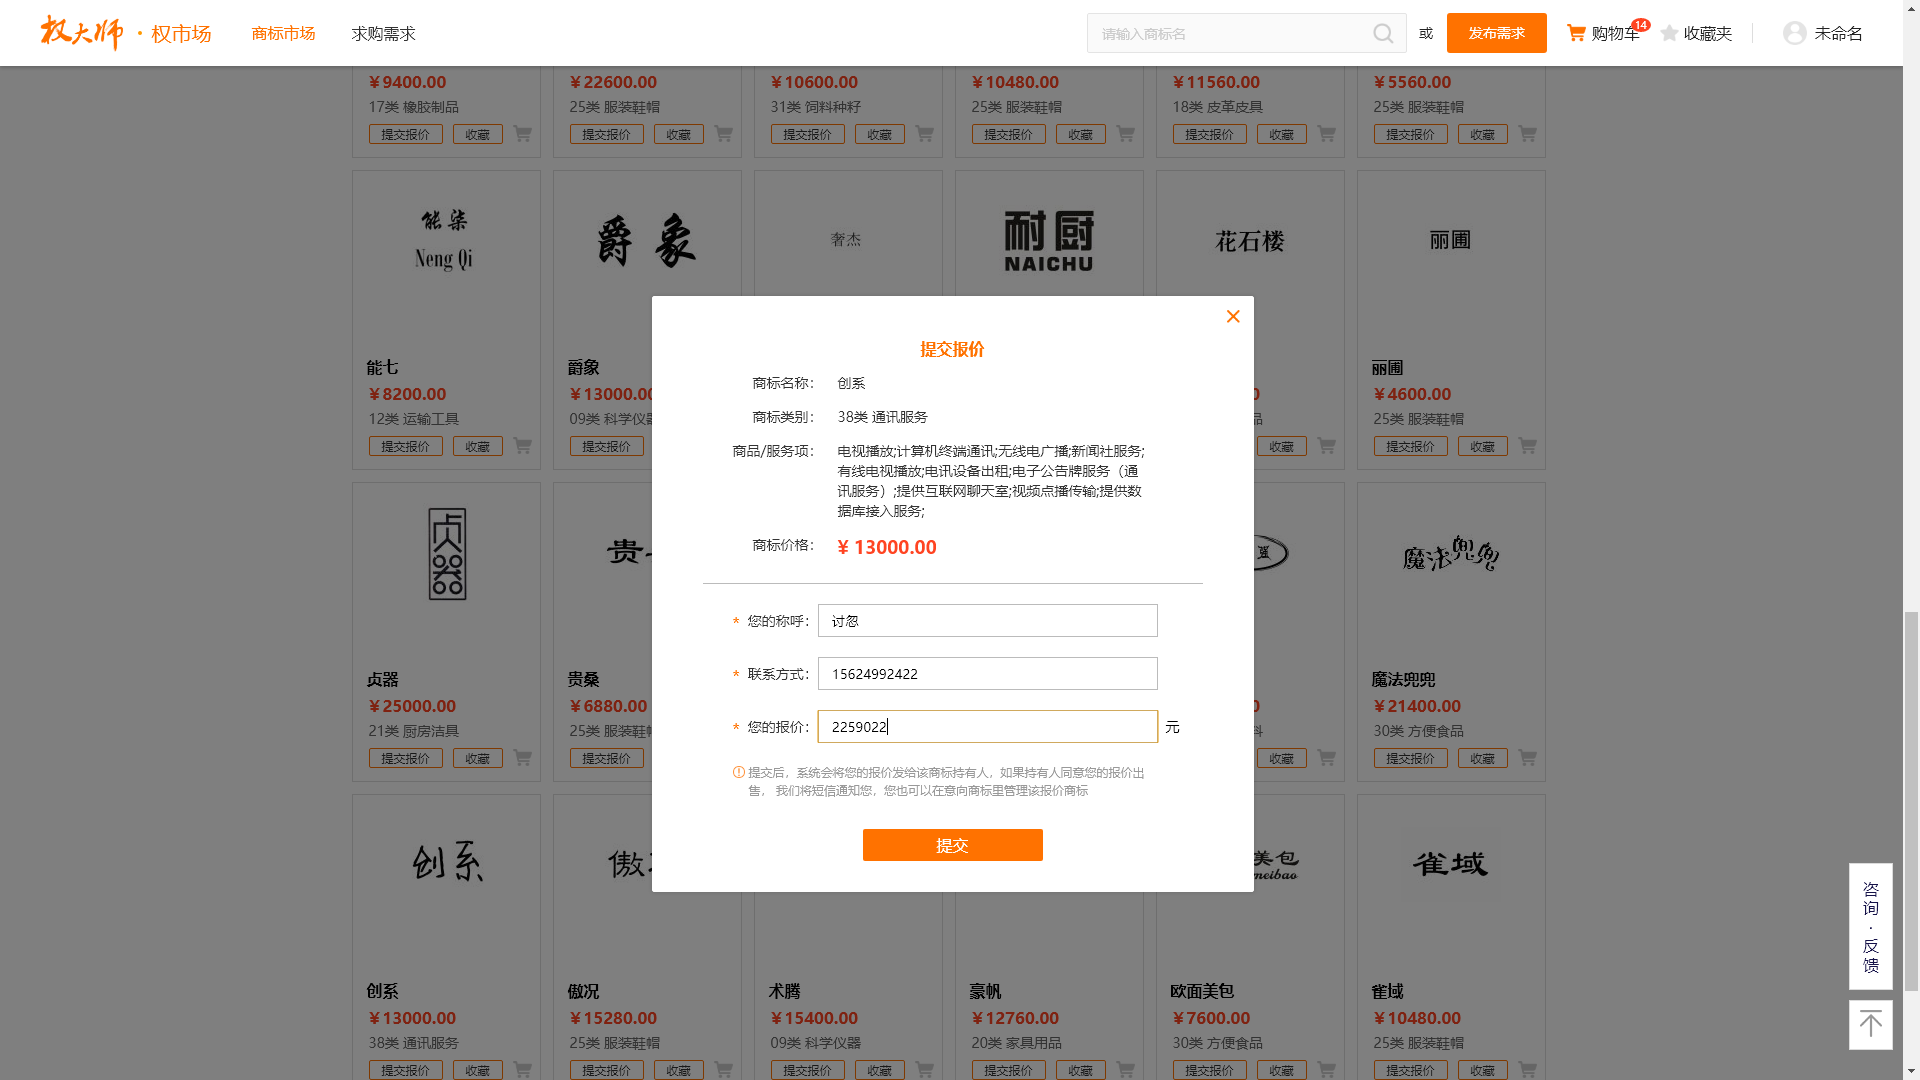 权大师·权市场 商标市场 求购需求 请输入商标名 或 发布需求 购物车 14 收藏夹 未命名
￥9400.00 ￥22600.00 ￥10600.00 ￥10480.00 ￥11560.00 ￥5560.00
17类 橡胶制品 25类 服装鞋帽 31类 饲料种籽 25类 服装鞋帽 18类 皮革皮具 25类 服装鞋帽
提交报价 收藏 提交报价 收藏 提交报价 收藏 提交报价 收藏 提交报价 收藏 提交报价 收藏
能柒 爵象 奢杰 耐厨 花石楼 丽圃
Neng Qi NAICHU
能七 爵象 丽圃
￥8200.00 ￥13000.00 ￥4600.00
12类 运输工具 09类 科学仪器 25类 服装鞋帽
提交报价 收藏 提交报价 收藏 提交报价 收藏
提交报价
商标名称： 创系
商标类别： 38类 通讯服务
商品/服务项： 电视播放;计算机终端通讯;无线电广播;新闻社服务;
有线电视播放;电讯设备出租;电子公告牌服务（通
讯服务）;提供互联网聊天室;视频点播传输;提供数
据库接入服务;
商标价格： ¥ 13000.00
* 您的称呼： 讨忽
* 联系方式： 15624992422
* 您的报价： 2259022 元
提交后，系统会将您的报价发给该商标持有人，如果持有人同意您的报价出
售， 我们将短信通知您，您也可以在意向商标里管理该报价商标
提交
贞器 贵 魔法兜兜
贞器 贵桑 魔法兜兜
￥25000.00 ￥6880.00 ￥21400.00
21类 厨房洁具 25类 服装鞋帽 30类 方便食品
提交报价 收藏 提交报价 收藏 提交报价 收藏
创系 傲 美包 雀域
meibao
创系 傲况 术腾 豪帆 欧面美包 雀域
￥13000.00 ￥15280.00 ￥15400.00 ￥12760.00 ￥7600.00 ￥10480.00
38类 通讯服务 25类 服装鞋帽 09类 科学仪器 20类 家具用品 30类 方便食品 25类 服装鞋帽
提交报价 收藏 提交报价 收藏 提交报价 收藏 提交报价 收藏 提交报价 收藏 提交报价 收藏
咨
询
·
反
馈